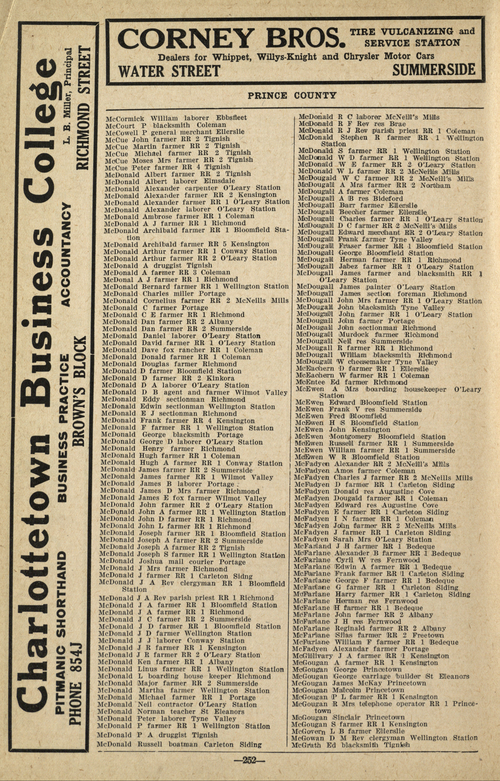 CORNEY BROS. TIRE VULCANIZING and
SERVICE STATION
Dealers for Whippet, Willys-Knight and Chrysler Motor Cars
WATER STREET SUMMERSIDE
Charlottetown Business College
L. B. Miller, Principal
PITMANIC SHORTHAND BUSINESS PRACTICE ACCCOUNTANCY
PHONE 854J BROWN'S BLOCK RICHMOND STREET
PRINCE COUNTY
McCormick William laborer Ebbsfleet
McCourt P blacksmith Coleman
McCowell P general merchant Ellerslie
McCue John farmer RR 2 Tignish
McCue Martin farmer RR 2 Tignish
McCue Michael farmer RR 2 Tignish
McCue Moses Mrs farmer RR 2 Tignish
McCue Peter farmer RR 4 Tignish
McDonald Albert farmer RR 2 Tignish
McDonald Albert laborer Elmsdale
McDonald Alexander carpenter O'Leary Station
McDonald Alexander farmer RR 2 Kensington
McDonald Alexander farmer RR 1 O'Leary Station
McDonald Alexander laborer O'Leary Station
McDonald Ambrose farmer RR 1 Coleman
McDonald A J farmer RR 1 Richmond
McDonald Archibald farmer RR 1 Bloomfield Sta-
tion
McDonald Archibald farmer RR 5 Kensington
McDonald Arthur farmer RR 1 Conway Station
McDonald Arthur farmer RR 2 O'Leary Station
McDonald A druggist Tignish
McDonald A farmer RR 3 Coleman
McDonald A J farmer RR 1 Richmond
McDonald Bernard farmer RR 1 Wellington Station
McDonald Charles miller Portage
McDonald Cornelius farmer RR 2 McNeills Mills
McDonald C farmer Portage
McDonald C E farmer RR 1 Richmond
McDonald Dan farmer RR 2 Albany
McDonald Dan farmer RR 2 Summerside
McDonald Daniel laborer O'Leary Station
McDonald David farmer RR 1 O'Leary Station
McDonald Dave fox rancher RR 1 Coleman
McDonald Donald farmer RR 1 Coleman
McDonald Douglas farmer Richmond
McDonald D farmer Bloomfield Station
McDonald D farmer RR 2 Kinkora
McDonald D A laborer O'Leary Station
McDonald D R agent and farmer Wilmot Valley
McDonald Eddy sectionman Richmond
McDonald Edwin sectionman Wellington Station
McDonald E J sectionman Richmond
McDonald Frank farmer RR 4 Kensington
McDonald F farmer RR 1 Wellington Station
McDonald George blacksmith Portage
McDonald George D laborer O'Leary Station
McDonald Henry farmer Richmond
McDonald Hugh farmer RR 1 Coleman
McDonald Hugh A farmer RR 1 Conway Station
McDonald James farmer RR 2 Summerside
McDonald James farmer RR 1 Wilmot Valley
McDonald James B laborer Portage
McDonald James D Mrs farmer Richmond
McDonald James E fox farmer Wilmot Valley
McDonald John farmer RR 2 O'Leary Station
McDonald John A farmer RR 1 Wellington Station
McDonald John D farmer RR 1 Richmond
McDonald John L farmer RR 1 Richmond
McDonald Joseph farmer RR 1 Bloomfield Station
McDonald Joseph A farmer RR 2 Summerside
McDonald Joseph A farmer RR 2 Tignish
McDonald Joseph S farmer RR 1 Wellington Station
McDonald Joshua mail courier Portage
McDonald J Mrs farmer Richmond
McDonald J farmer RR 1 Carleton Siding
McDonald J A Rev clergyman RR 1 Bloomfield
Station
McDonald J A Rev parish priest RR 1 Richmond
McDonald J A farmer RR 1 Bloomfield Station
McDonald J A farmer RR 1 Richmond
McDonald J C farmer RR 2 Summerside
McDonald J D farmer RR 1 Bloomfield Station
McDonald J D farmer Wellington Station
McDonald J J laborer Conway Station
McDonald J R farmer RR 1 Kensington
McDonald J R farmer RR 2 O'Leary Station
McDonald Ken farmer RR 1 Albany
McDonald Linus farmer RR 1 Wellington Station
McDonald L boarding house keeper Richmond
McDonald Major farmer RR 2 Summerside
McDonald Martha farmer Wellington Station
McDonald Michael farmer RR 1 Portage
McDonald Neil contractor O'Leary Station
McDonald Norman teacher St Eleanors
McDonald Peter laborer Tyne Valley
McDonald P farmer RR 1 Wellington Station
McDonald P A druggist Tignish
McDonald Russell boatman Carleton Siding
McDonald R C laborer McNeill's Mills
McDonald R F Rev res Brae
McDonald R J Rev parish priest RR 1 Coleman
McDonald Stephen R farmer RR 1 Wellington
Station
McDonald S farmer RR 1 Wellington Station
McDonald W D farmer RR 1 Wellington Station
McDonald W E farmer RR 2 O'Leary Station
McDonald W L farmer RR 2 McNeills Mills
McDougald W C farmer RR 2 McNeill's Mills
McDougall A Mrs farmer RR 2 Northam
McDougall A farmer Coleman
McDougall A B res Bideford
McDougall Barr farmer Ellerslie
McDougall Beecher farmer Ellerslie
McDougall Charles farmer RR 1 O'Leary Station
McDougall D C farmer RR 2 McNeill's Mills
McDougall Edward merchant RR 2 O'Leary Station
McDougall Frank farmer Tyne Valley
McDougall Fraser farmer RR 1 Bloomfield Station
McDougall George Bloomfield Station
McDougall Herman farmer RR 1 Richmond
McDougall Jabez farmer RR 1 O'Leary Station
McDougall James farmer and blacksmith RR 1
O'Leary Station
McDougall James painter O'Leary Station
McDougall James section foreman Richmond
McDougall John Mrs farmer RR 1 O'Leary Station
McDougall John blacksmith Tyne Valley
McDougall John farmer RR 1 O'Leary Station
McDougall John farmer Portage
McDougall John sectionman Richmond
McDougall Murdock farmer Richmond
McDougall Neil res Summerside
McDougall R farmer RR 1 Richmond
McDougall William blacksmith Richmond
McDougall W cheesemaker Tyne Valley
McEachern D farmer RR 1 Ellerslie
McEachern W farmer RR 1 Coleman
McEntee Ed farmer Richmond
McEwen A Mrs boarding housekeeper O'Leary
Station
McEwen Edward Bloomfield Station
McEwen Frank V res Summerside
McEwen Fred Bloomfield
McEwen H S Bloomfield Station
McEwen John Kensington
McEwen Montgomery Bloomfield Station
McEwen Russell farmer RR 1 Summerside
McEwen William farmer RR 1 Summerside
McEwen W R Bloomfield Station
McFadyen Alexander RR 2 McNeill's Mills
McFadyen Amos farmer Coleman
McFadyen Charles J farmer RR 2 McNeills Mills
McFadyen D farmer RR 1 Carleton Siding
McFadyen Donald res Augustine Cove
McFadyen Dougald farmer RR 1 Coleman
McFadyen Edward res Augustine Cove
McFadyen E farmer RR 1 Carleton Siding
McFadyen I N farmer RR 1 Coleman
McFadyen John farmer RR 2 McNeills Mills
McFadyen J farmer RR 1 Carleton Siding
McFadyen Sarah Mrs O'Leary Station
McFarland J H farmer RR 1 Bedeque
McFarlane Alexander H farmer RR 2 Bedeque
McFarlane Cyril W res Fernwood
McFarlane Edwin A farmer RR 1 Bedeque
McFarlane Frank farmer RR 1 Carleton Siding
McFarlane George F farmer RR 1 Bedeque
McFarlane G farmer RR 1 Carleton Siding
McFarlane Harry farmer RR 1 Carleton Siding
McFarlane Herman res Fernwood
McFarlane H farmer RR 1 Bedeque
McFarlane John farmer RR 2 Albany
McFarlane J H res Fernwood
McFarlane Reginald farmer RR 2 Albany
McFarlane Silas farmer RR 2 Freetown
McFarlane William F farmer RR 1 Bedeque
McFadyen Alexander farmer Portage
McGillivary J A farmer RR 1 Kensington
McGougan A farmer RR 1 Kensington
McGougan George Princetown
McGougan George carriage builder St Eleanors
McGougan James McKay Princetown
McGougan Malcolm Princetown
McGougan P L farmer RR 1 Kensington
McGougan R Mrs telephone operator RR 1 Prince-
town
McGougan Sinclair Princetown
McGougan S farmer RR 1 Kensington
McGovern L B farmer Ellerslie
McGowan D M Rev clergyman Wellington Station
McGrath Ed blacksmith Tignish
—252—